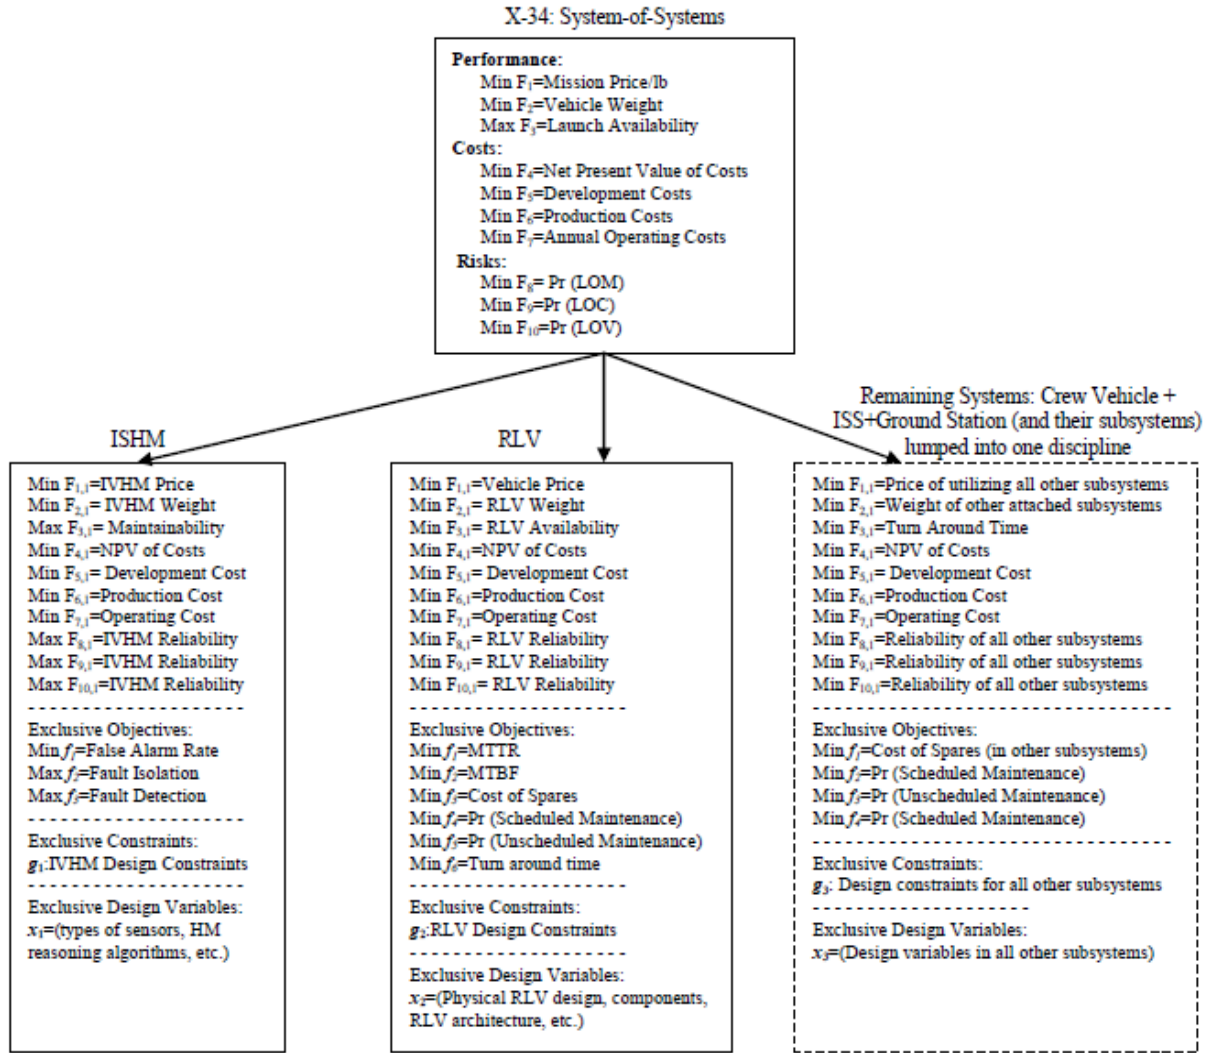 X-34: System-of-Systems
Performance:
Min F₁=Mission Price/lb
Min F₂=Vehicle Weight
Max F₃=Launch Availability
Costs:
Min F₄=Net Present Value of Costs
Min F₅=Development Costs
Min F₆=Production Costs
Min F₇=Annual Operating Costs
Risks:
Min F₈= Pr (LOM)
Min F₉=Pr (LOC)
Min F₁₀=Pr (LOV)
ISHM
Min F₁,₁=IVHM Price
Min F₂,₁= IVHM Weight
Max F₃,₁= Maintainability
Min F₄,₁=NPV of Costs
Min F₅,₁= Development Cost
Min F₆,₁=Production Cost
Min F₇,₁=Operating Cost
Max F₈,₁=IVHM Reliability
Max F₉,₁=IVHM Reliability
Max F₁₀,₁=IVHM Reliability
Exclusive Objectives:
Min f₁=False Alarm Rate
Max f₂=Fault Isolation
Max f₃=Fault Detection
Exclusive Constraints:
g₁:IVHM Design Constraints
Exclusive Design Variables:
x₁=(types of sensors, HM
reasoning algorithms, etc.)
RLV
Min F₁,₁=Vehicle Price
Min F₂,₁= RLV Weight
Min F₃,₁= RLV Availability
Min F₄,₁=NPV of Costs
Min F₅,₁= Development Cost
Min F₆,₁=Production Cost
Min F₇,₁=Operating Cost
Min F₈,₁= RLV Reliability
Min F₉,₁= RLV Reliability
Min F₁₀,₁= RLV Reliability
Exclusive Objectives:
Min f₁=MTTR
Min f₂=MTBF
Min f₃=Cost of Spares
Min f₄=Pr (Scheduled Maintenance)
Min f₅=Pr (Unscheduled Maintenance)
Min f₆=Turn around time
Exclusive Constraints:
g₂:RLV Design Constraints
Exclusive Design Variables:
x₂=(Physical RLV design, components,
RLV architecture, etc.)
Remaining Systems: Crew Vehicle +
ISS+Ground Station (and their subsystems)
lumped into one discipline
Min F₁,₁=Price of utilizing all other subsystems
Min F₂,₁=Weight of other attached subsystems
Min F₃,₁=Turn Around Time
Min F₄,₁=NPV of Costs
Min F₅,₁= Development Cost
Min F₆,₁=Production Cost
Min F₇,₁=Operating Cost
Min F₈,₁=Reliability of all other subsystems
Min F₉,₁=Reliability of all other subsystems
Min F₁₀,₁=Reliability of all other subsystems
Exclusive Objectives:
Min f₁=Cost of Spares (in other subsystems)
Min f₂=Pr (Scheduled Maintenance)
Min f₃=Pr (Unscheduled Maintenance)
Min f₄=Pr (Scheduled Maintenance)
Exclusive Constraints:
g₃: Design constraints for all other subsystems
Exclusive Design Variables:
x₃=(Design variables in all other subsystems)